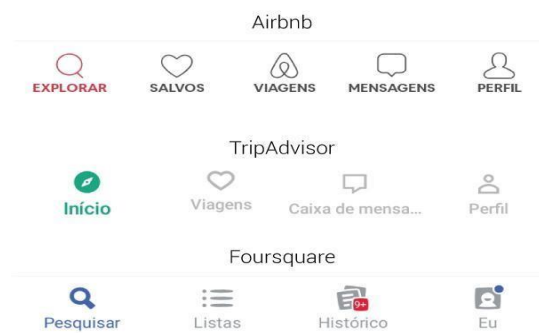 Airbnb
EXPLORAR SALVOS VIAGENS MENSAGENS PERFIL
TripAdvisor
Início Viagens Caixa de mensa... Perfil
Foursquare
9+
Pesquisar Listas Histórico Eu